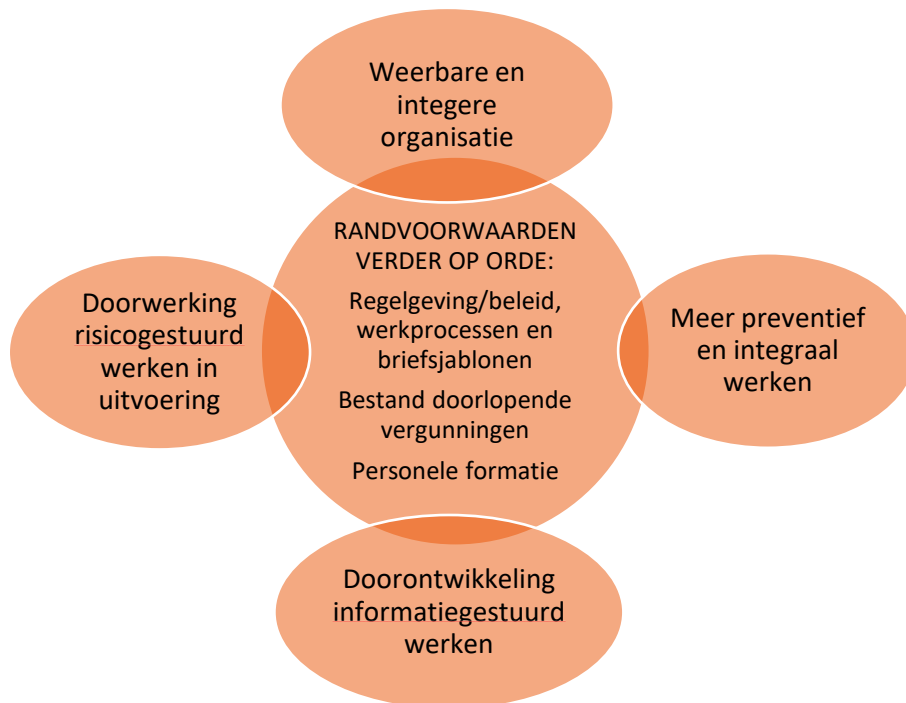 Weerbare en
integere
organisatie
RANDVOORWAARDEN
VERDER OP ORDE:
Regelgeving/beleid,
werkprocessen en
briefsjablonen
Bestand doorlopende
vergunningen
Personele formatie
Doorwerking
risicogestuurd
werken in
uitvoering
Meer preventief
en integraal
werken
Doorontwikkeling
informatiegestuurd
werken